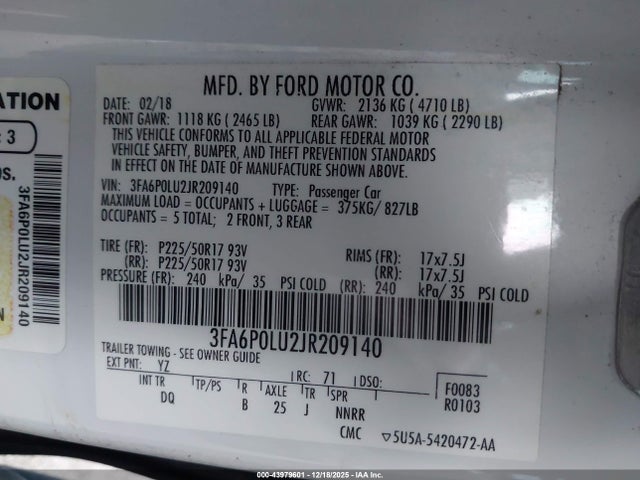 ATION
: 3
OS.
3FA6P0LU2JR209140
N
MFD. BY FORD MOTOR CO.
DATE: 02/18 GVWR: 2136 KG ( 4710 LB)
FRONT GAWR: 1118 KG ( 2465 LB) REAR GAWR: 1039 KG ( 2290 LB)
THIS VEHICLE CONFORMS TO ALL APPLICABLE FEDERAL MOTOR
VEHICLE SAFETY, BUMPER, AND THEFT PREVENTION STANDARDS
IN EFFECT ON THE DATE OF MANUFACTURE SHOWN ABOVE.
VIN: 3FA6P0LU2JR209140 TYPE: Passenger Car
MAXIMUM LOAD = OCCUPANTS + LUGGAGE = 375KG/ 827LB
OCCUPANTS = 5 TOTAL; 2 FRONT, 3 REAR
TIRE (FR): P225/50R17 93V RIMS (FR): 17x7.5J
(RR): P225/50R17 93V (RR): 17x7.5J
PRESSURE (FR): 240 kPa/ 35 PSI COLD (RR): 240 kPa/ 35 PSI COLD
3FA6P0LU2JR209140
TRAILER TOWING - SEE OWNER GUIDE
EXT PNT: YZ RC: 71 DSO: F0083
INT TR TP/PS R AXLE TR SPR R0103
DQ B 25 J NNRR
CMC ▽5U5A-5420472-AA
000-43979601 - 12/18/2025 - IAA Inc.